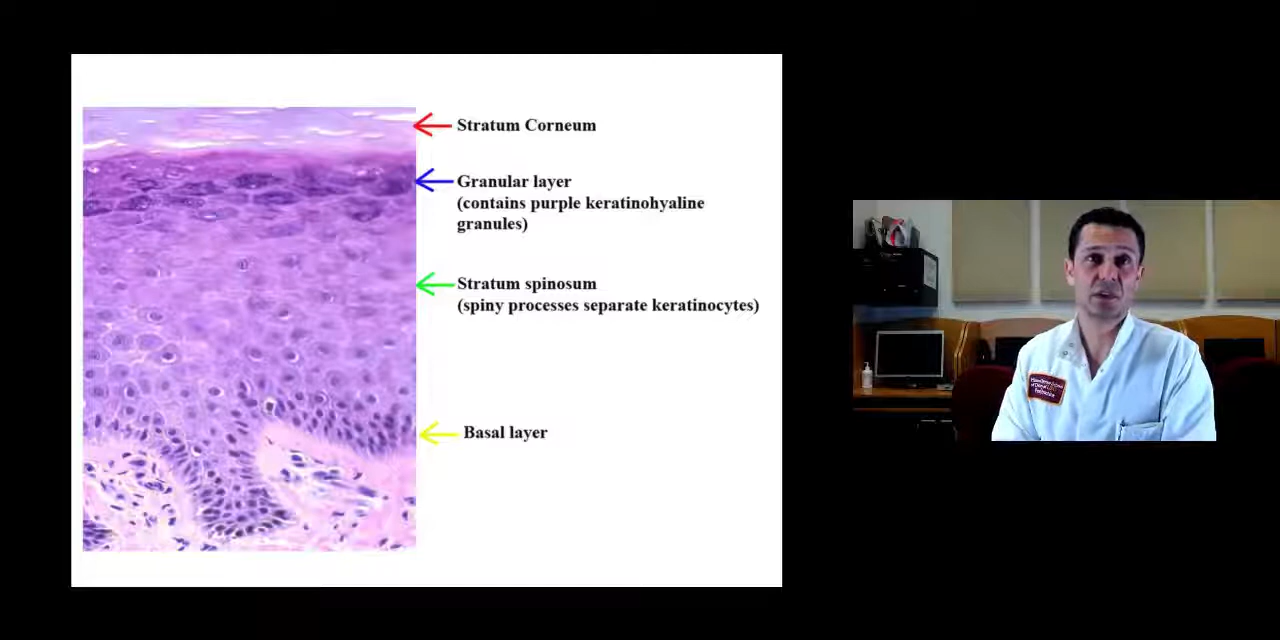 Stratum Corneum
Granular layer
(contains purple keratinohyaline
granules)
Stratum spinosum
(spiny processes separate keratinocytes)
Basal layer